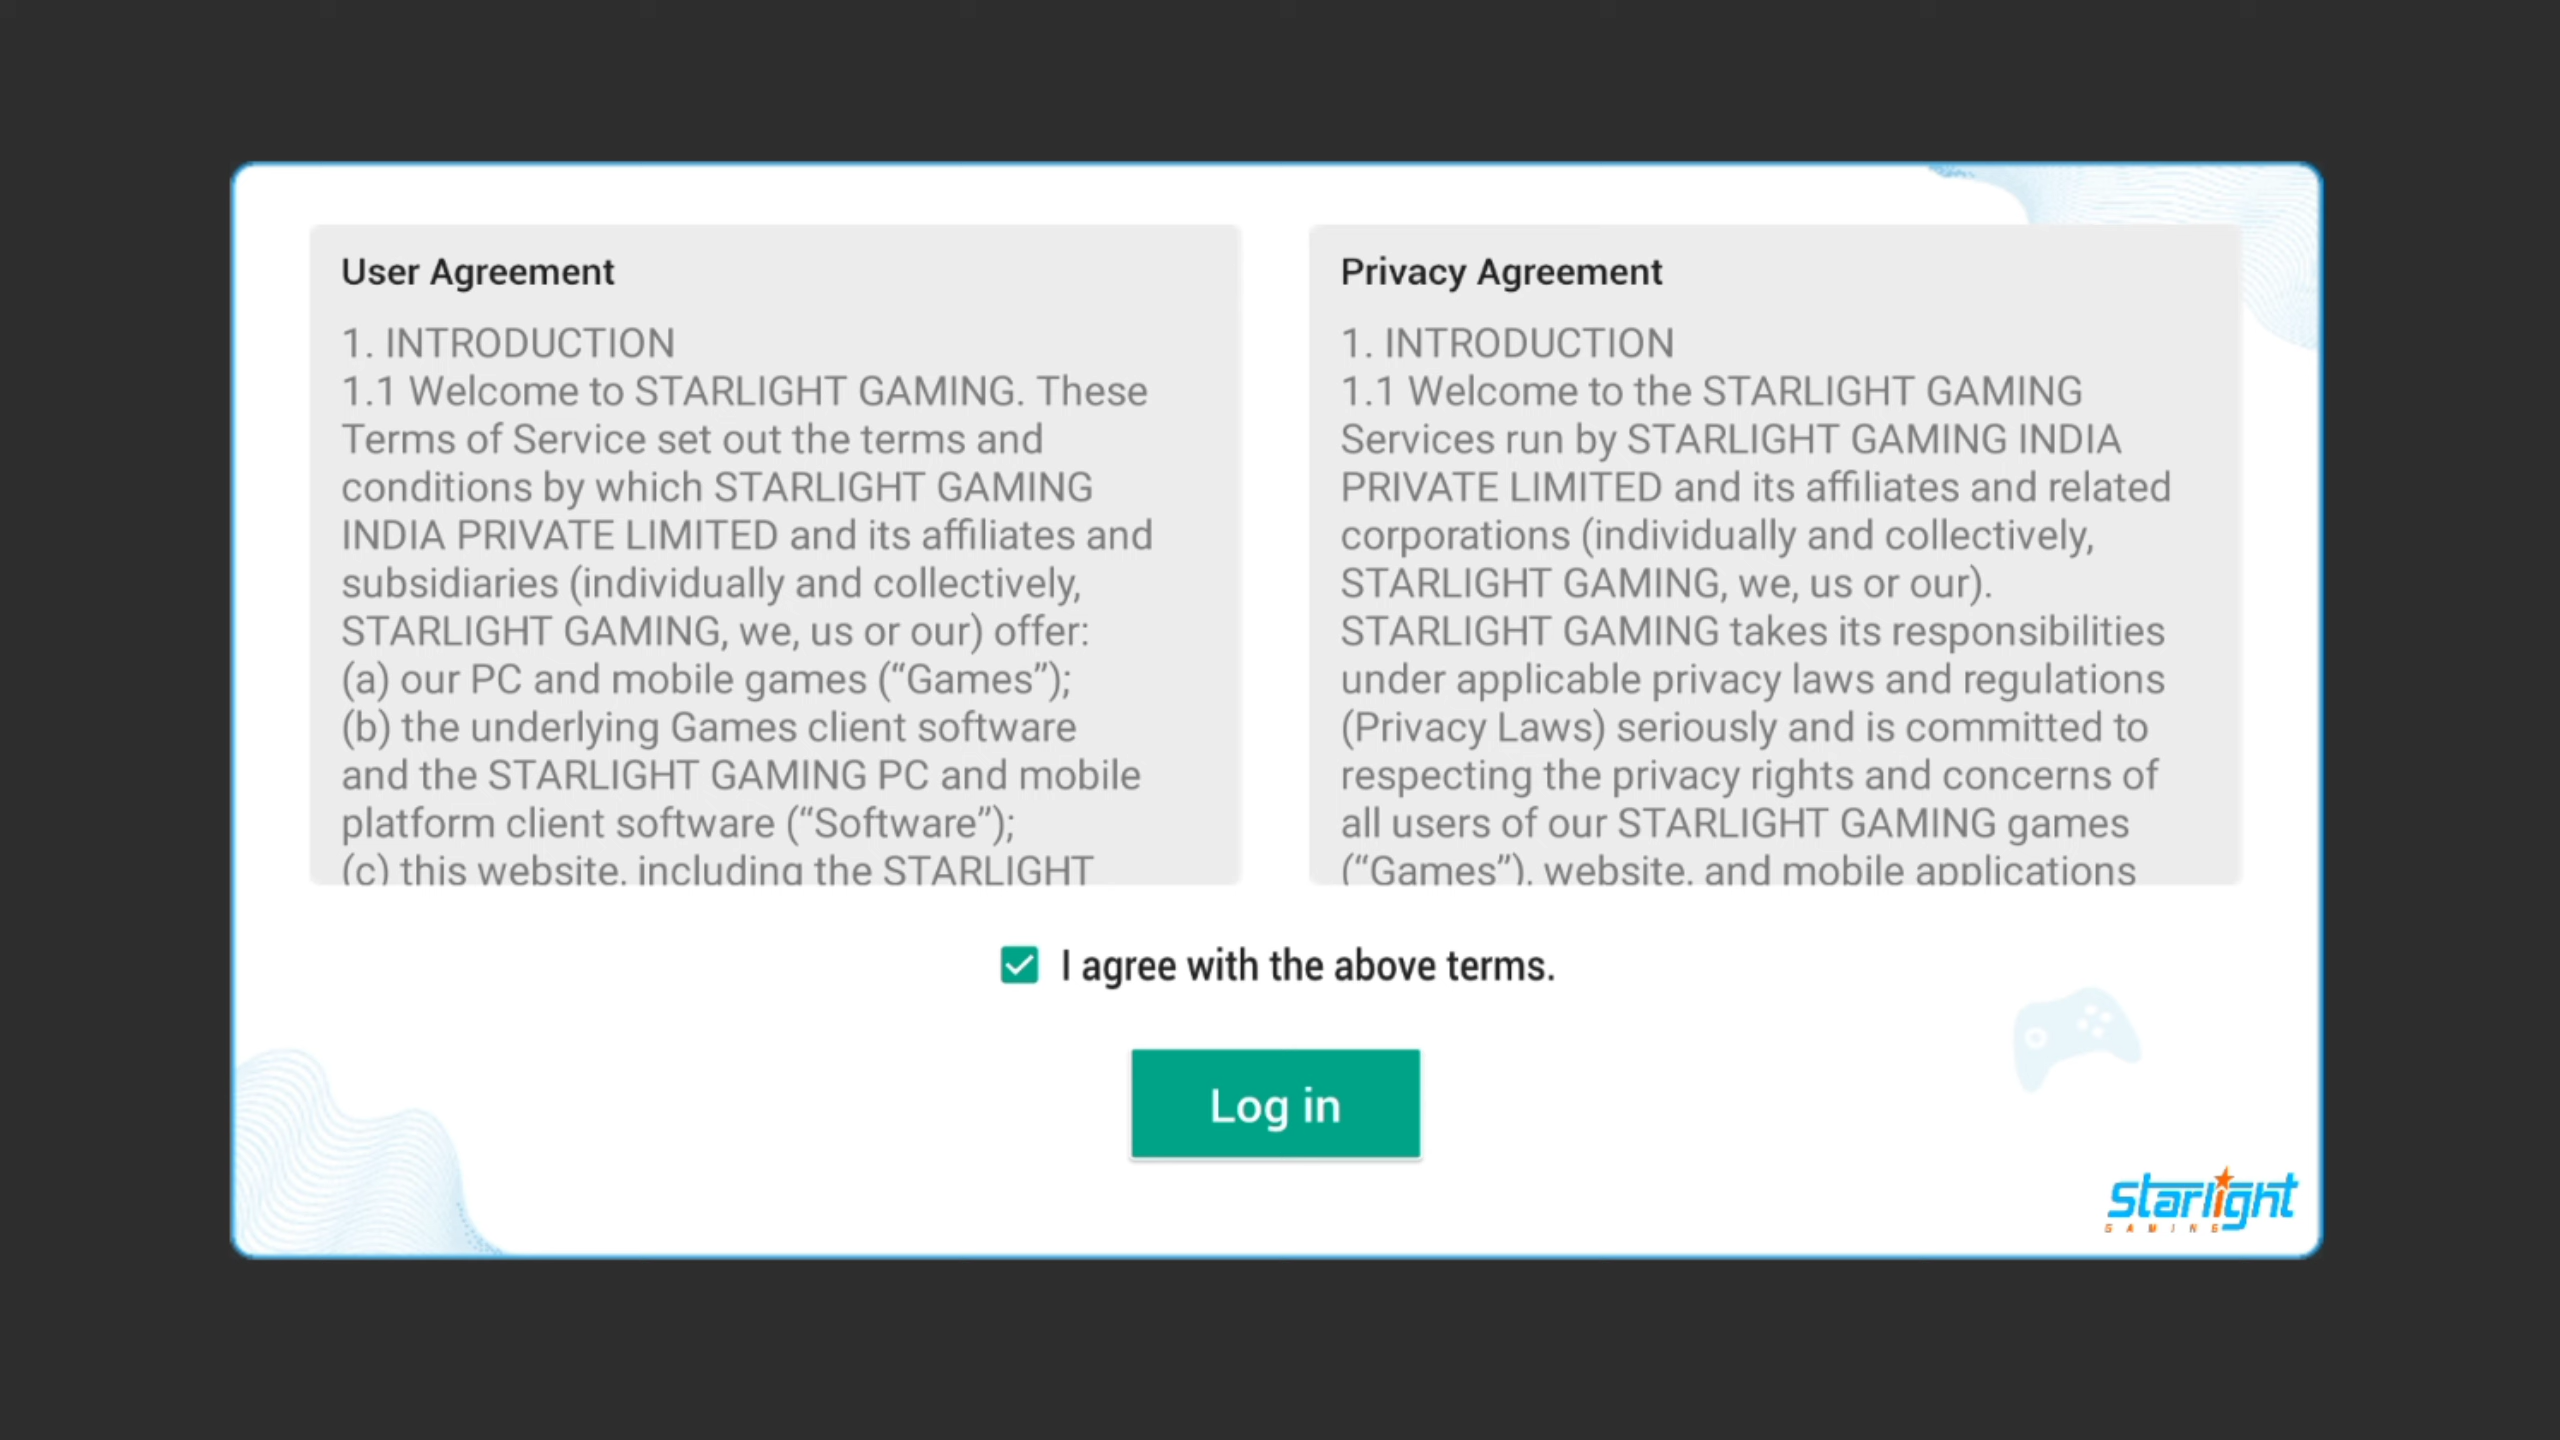 User Agreement
1. INTRODUCTION
1.1 Welcome to STARLIGHT GAMING. These
Terms of Service set out the terms and
conditions by which STARLIGHT GAMING
INDIA PRIVATE LIMITED and its affiliates and
subsidiaries (individually and collectively,
STARLIGHT GAMING, we, us or our) offer:
(a) our PC and mobile games (“Games”);
(b) the underlying Games client software
and the STARLIGHT GAMING PC and mobile
platform client software (“Software”);
(c) this website, including the STARLIGHT
Privacy Agreement
1. INTRODUCTION
1.1 Welcome to the STARLIGHT GAMING
Services run by STARLIGHT GAMING INDIA
PRIVATE LIMITED and its affiliates and related
corporations (individually and collectively,
STARLIGHT GAMING, we, us or our).
STARLIGHT GAMING takes its responsibilities
under applicable privacy laws and regulations
(Privacy Laws) seriously and is committed to
respecting the privacy rights and concerns of
all users of our STARLIGHT GAMING games
(“Games”), website, and mobile applications
I agree with the above terms.
Log in
Starlight
GAMING